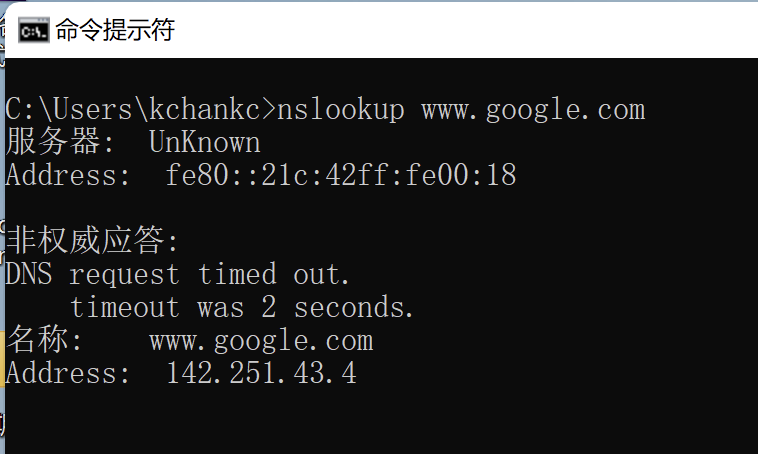 命令提示符
C:\Users\kchankc>nslookup www.google.com
服务器:  UnKnown
Address:  fe80::21c:42ff:fe00:18
非权威应答:
DNS request timed out.
    timeout was 2 seconds.
名称:    www.google.com
Address:  142.251.43.4